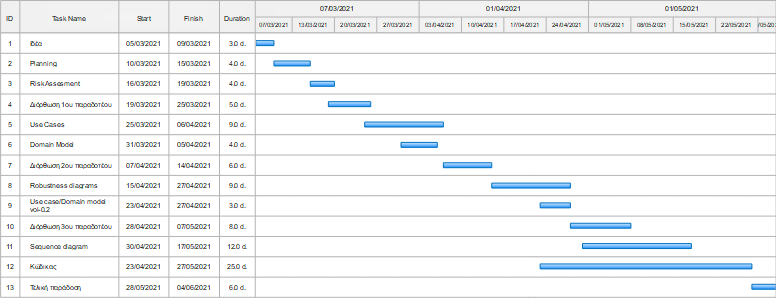 07/03/2021 01/04/2021 01/05/2021
ID Task Name Start Finish Duration
07/03/2021 13/03/2021 20/03/2021 27/03/2021 03/04/2021 10/04/2021 17/04/2021 24/04/2021 01/05/2021 08/05/2021 15/05/2021 22/05/2021
1 Ιδέα 05/03/2021 09/03/2021 3.0 d.
2 Planning 10/03/2021 15/03/2021 4.0 d.
3 Risk Assesment 16/03/2021 19/03/2021 4.0 d.
4 Διόρθωση 1ου παραδοτέου 19/03/2021 25/03/2021 5.0 d.
5 Use Cases 25/03/2021 06/04/2021 9.0 d.
6 Domain Model 31/03/2021 05/04/2021 4.0 d.
7 Διόρθωση 2ου παραδοτέου 07/04/2021 14/04/2021 6.0 d.
8 Robustness diagrams 15/04/2021 27/04/2021 9.0 d.
9 Use case/Domain model 23/04/2021 27/04/2021 3.0 d.
vol-0.2
10 Διόρθωση 3ου παραδοτέου 28/04/2021 07/05/2021 8.0 d.
11 Sequence diagram 30/04/2021 17/05/2021 12.0 d.
12 Κώδικας 23/04/2021 27/05/2021 25.0 d.
13 Τελική παράδοση 28/05/2021 04/06/2021 6.0 d.